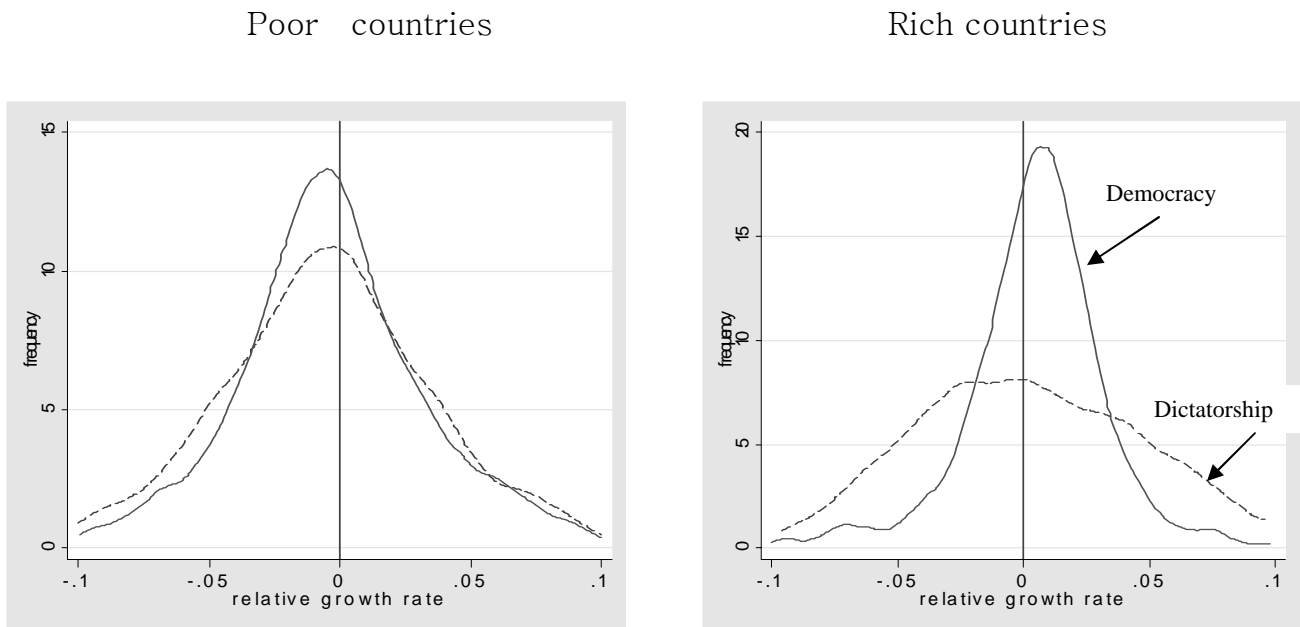 Poor countries
15
10
5
0
frequency
-.1 -.05 0 .05 .1
relative growth rate
Rich countries
20
15
10
5
0
frequency
Democracy
Dictatorship
-.1 -.05 0 .05 .1
relative growth rate